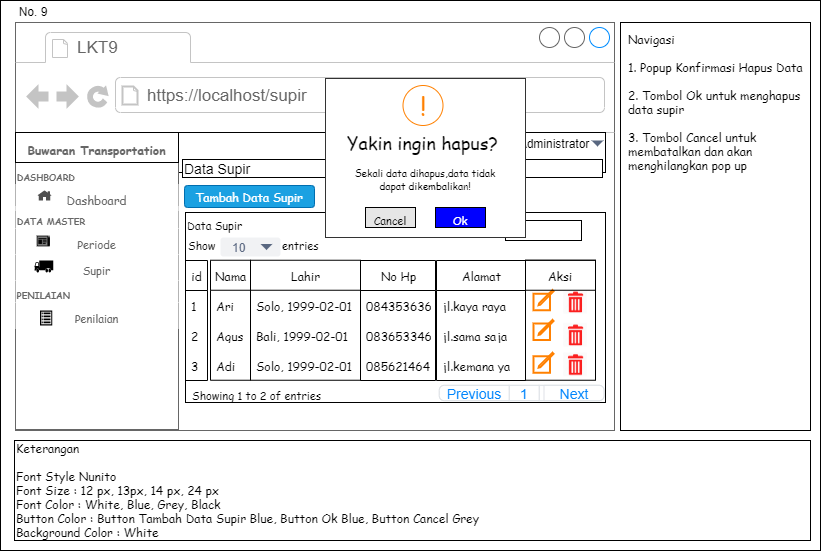 No. 9
LKT9
https://localhost/supir
Navigasi
1. Popup Konfirmasi Hapus Data
2. Tombol Ok untuk menghapus
data supir
3. Tombol Cancel untuk
membatalkan dan akan
menghilangkan pop up
!
Yakin ingin hapus?
Sekali data dihapus,data tidak
dapat dikembalikan!
Cancel
Ok
Buwaran Transportation
DASHBOARD
Dashboard
DATA MASTER
Periode
Supir
PENILAIAN
Penilaian
dministrator
Data Supir
Tambah Data Supir
Data Supir
Show 10 entries
id Nama Lahir No Hp Alamat Aksi
1 Ari Solo, 1999-02-01 084353636 jl.kaya raya
2 Agus Bali, 1999-02-01 083653346 jl.sama saja
3 Adi Solo, 1999-02-01 085621464 jl.kemana ya
Showing 1 to 2 of entries
Previous 1 Next
Keterangan
Font Style Nunito
Font Size : 12 px, 13px, 14 px, 24 px
Font Color : White, Blue, Grey, Black
Button Color : Button Tambah Data Supir Blue, Button Ok Blue, Button Cancel Grey
Background Color : White